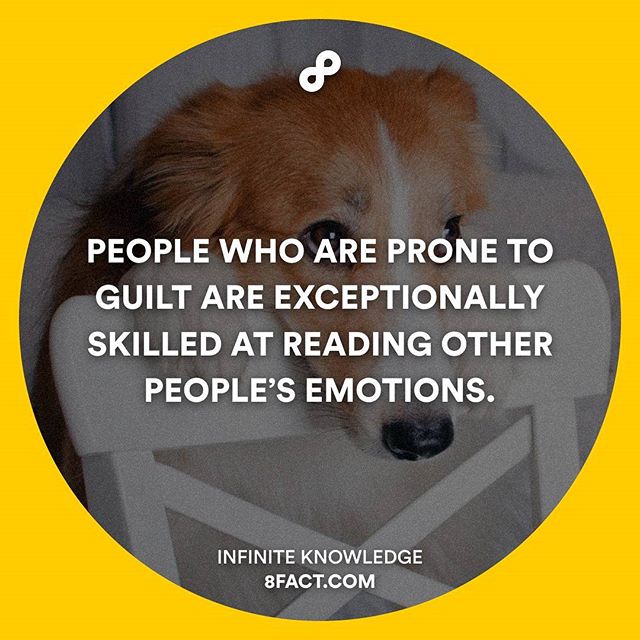 PEOPLE WHO ARE PRONE TO
GUILT ARE EXCEPTIONALLY
SKILLED AT READING OTHER
PEOPLE’S EMOTIONS.
INFINITE KNOWLEDGE
8FACT.COM